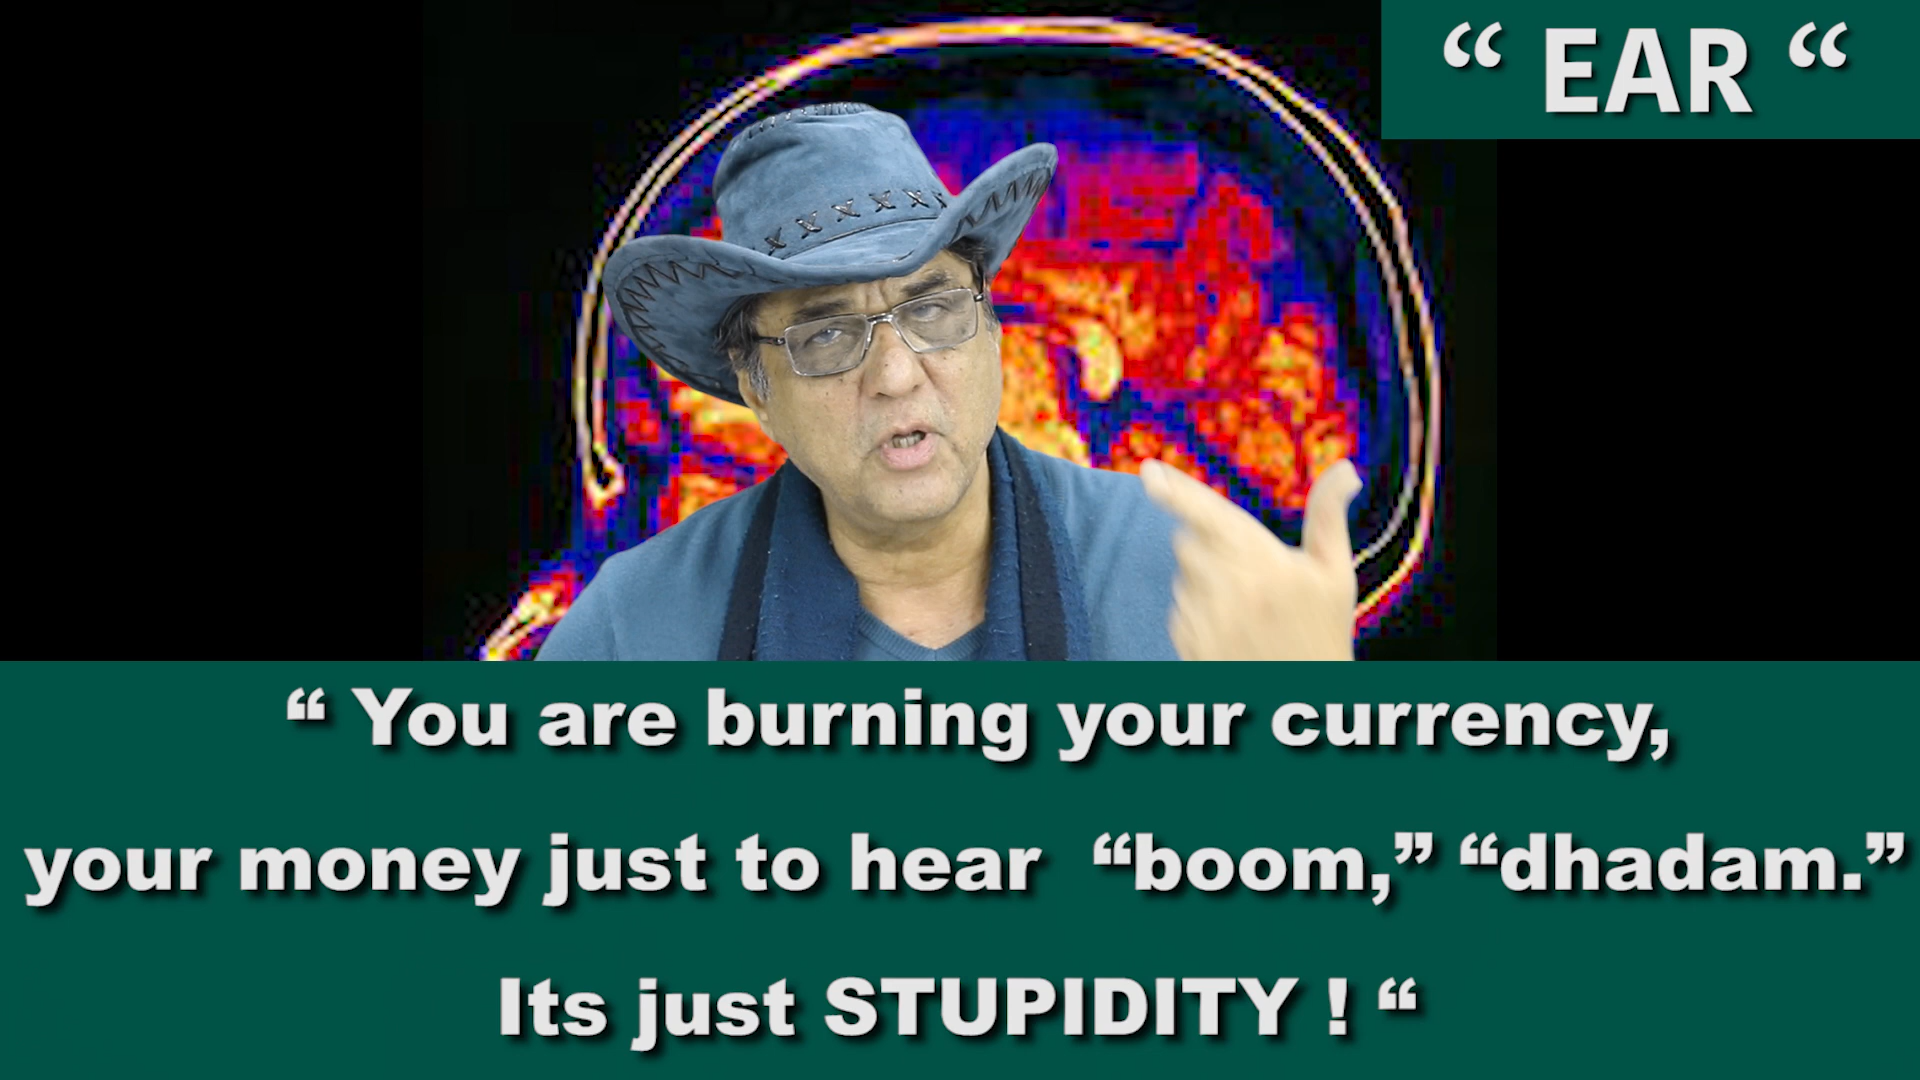 “ EAR “
“ You are burning your currency,
your money just to hear “boom,” “dhadam.”
Its just STUPIDITY ! “